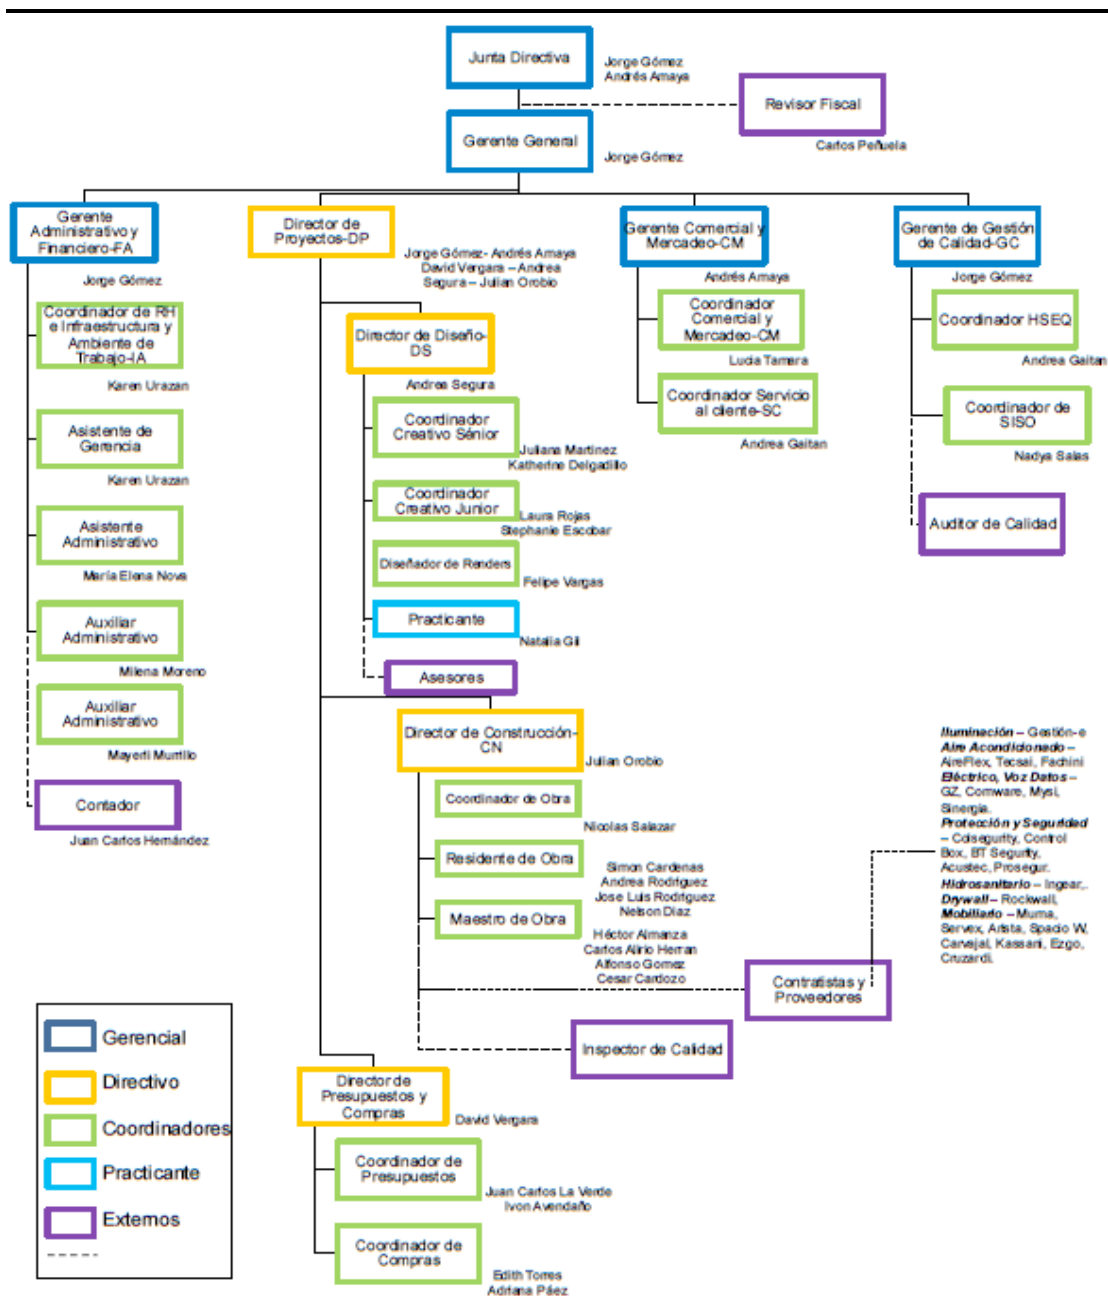 Junta Directiva
Jorge Gómez
Andrés Amaya
Revisor Fiscal
Carlos Peñuela
Gerente General
Jorge Gómez
Gerente
Administrativo y
Financiero-FA
Jorge Gómez
Coordinador de RH
e Infraestructura y
Ambiente de
Trabajo-IA
Karen Urazan
Asistente de
Gerencia
Karen Urazan
Asistente
Administrativo
María Elena Nova
Auxiliar
Administrativo
Milena Moreno
Auxiliar
Administrativo
Mayerli Murrillo
Contador
Juan Carlos Hernández
Director de
Proyectos-DP
Jorge Gómez- Andrés Amaya
David Vergara – Andrea
Segura – Julian Orobio
Director de Diseño-
DS
Andrea Segura
Coordinador
Creativo Sénior
Juliana Martinez
Katherine Delgadillo
Coordinador
Creativo Junior
Laura Rojas
Stephanie Escobar
Diseñador de Renders
Felipe Vargas
Practicante
Natalia Gil
Asesores
Director de Construcción-
CN
Julian Orobio
Coordinador de Obra
Nicolas Salazar
Residente de Obra
Simon Cardenas
Andrea Rodriguez
Jose Luis Rodriguez
Nelson Diaz
Maestro de Obra
Héctor Almanza
Carlos Alirio Herran
Alfonso Gomez
Cesar Cardozo
Contratistas y
Proveedores
Inspector de Calidad
Director de
Presupuestos y
Compras
David Vergara
Coordinador de
Presupuestos
Juan Carlos La Verde
Ivon Avendaño
Coordinador de
Compras
Edith Torres
Adriana Páez
Gerente Comercial y
Mercadeo-CM
Andrés Amaya
Coordinador
Comercial y
Mercadeo-CM
Lucia Tamara
Coordinador Servicio
al cliente-SC
Andrea Gaitan
Gerente de Gestión
de Calidad-GC
Jorge Gómez
Coordinador HSEQ
Andrea Gaitan
Coordinador de
SISO
Nadya Salas
Auditor de Calidad
Iluminación – Gestión-e
Aire Acondicionado –
AireFlex, Tecsai, Fachini
Eléctrico, Voz Datos –
GZ, Comware, Mysl,
Sinergia.
Protección y Seguridad
– Colsegurity, Control
Box, BT Segurity,
Acustec, Prosegur.
Hidrosanitario – Ingear,.
Drywall – Rockwall,
Mobiliario – Muma,
Servex, Arista, Spacio W,
Carvajal, Kassani, Ezgo,
Cruzardi.
Gerencial
Directivo
Coordinadores
Practicante
Externos